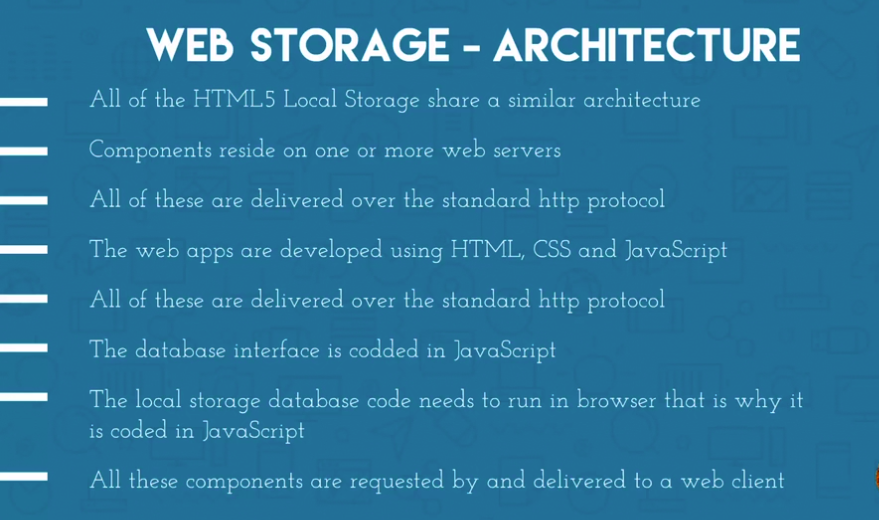 WEB STORAGE - ARCHITECTURE
All of the HTML5 Local Storage share a similar architecture
Components reside on one or more web servers
All of these are delivered over the standard http protocol
The web apps are developed using HTML, CSS and JavaScript
All of these are delivered over the standard http protocol
The database interface is codded in JavaScript
The local storage database code needs to run in browser that is why it
is coded in JavaScript
All these components are requested by and delivered to a web client